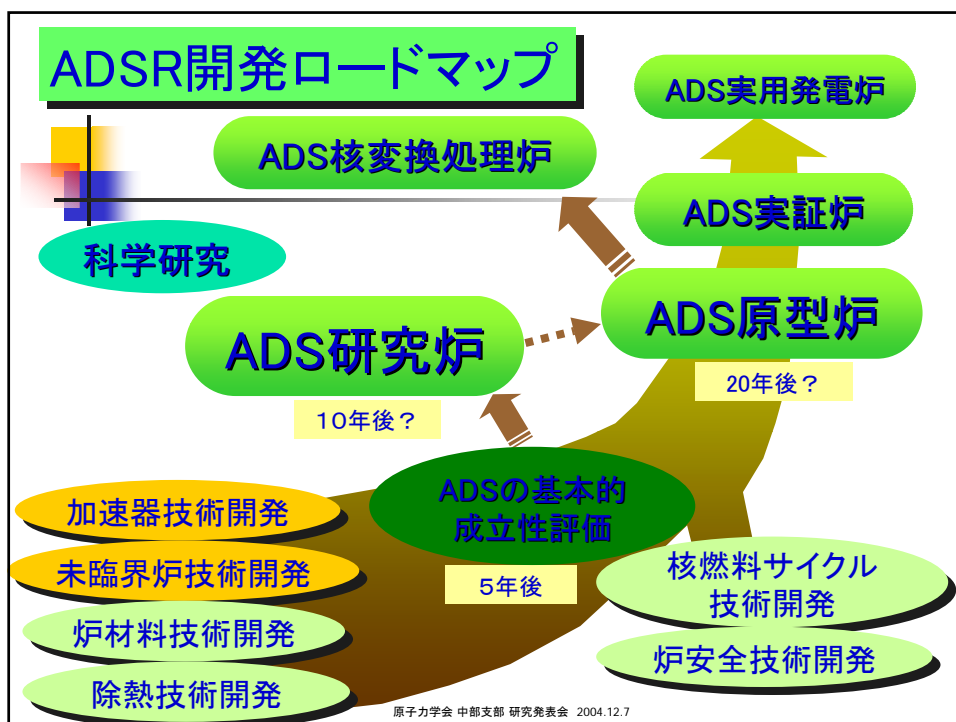 ADSR開発ロードマップ
ADS実用発電炉
ADS核変換処理炉
ADS実証炉
科学研究
ADS原型炉
ADS研究炉
20年後？
10年後？
ADSの基本的
成立性評価
5年後
加速器技術開発
未臨界炉技術開発
炉材料技術開発
除熱技術開発
核燃料サイクル
技術開発
炉安全技術開発
原子力学会 中部支部 研究発表会 2004.12.7